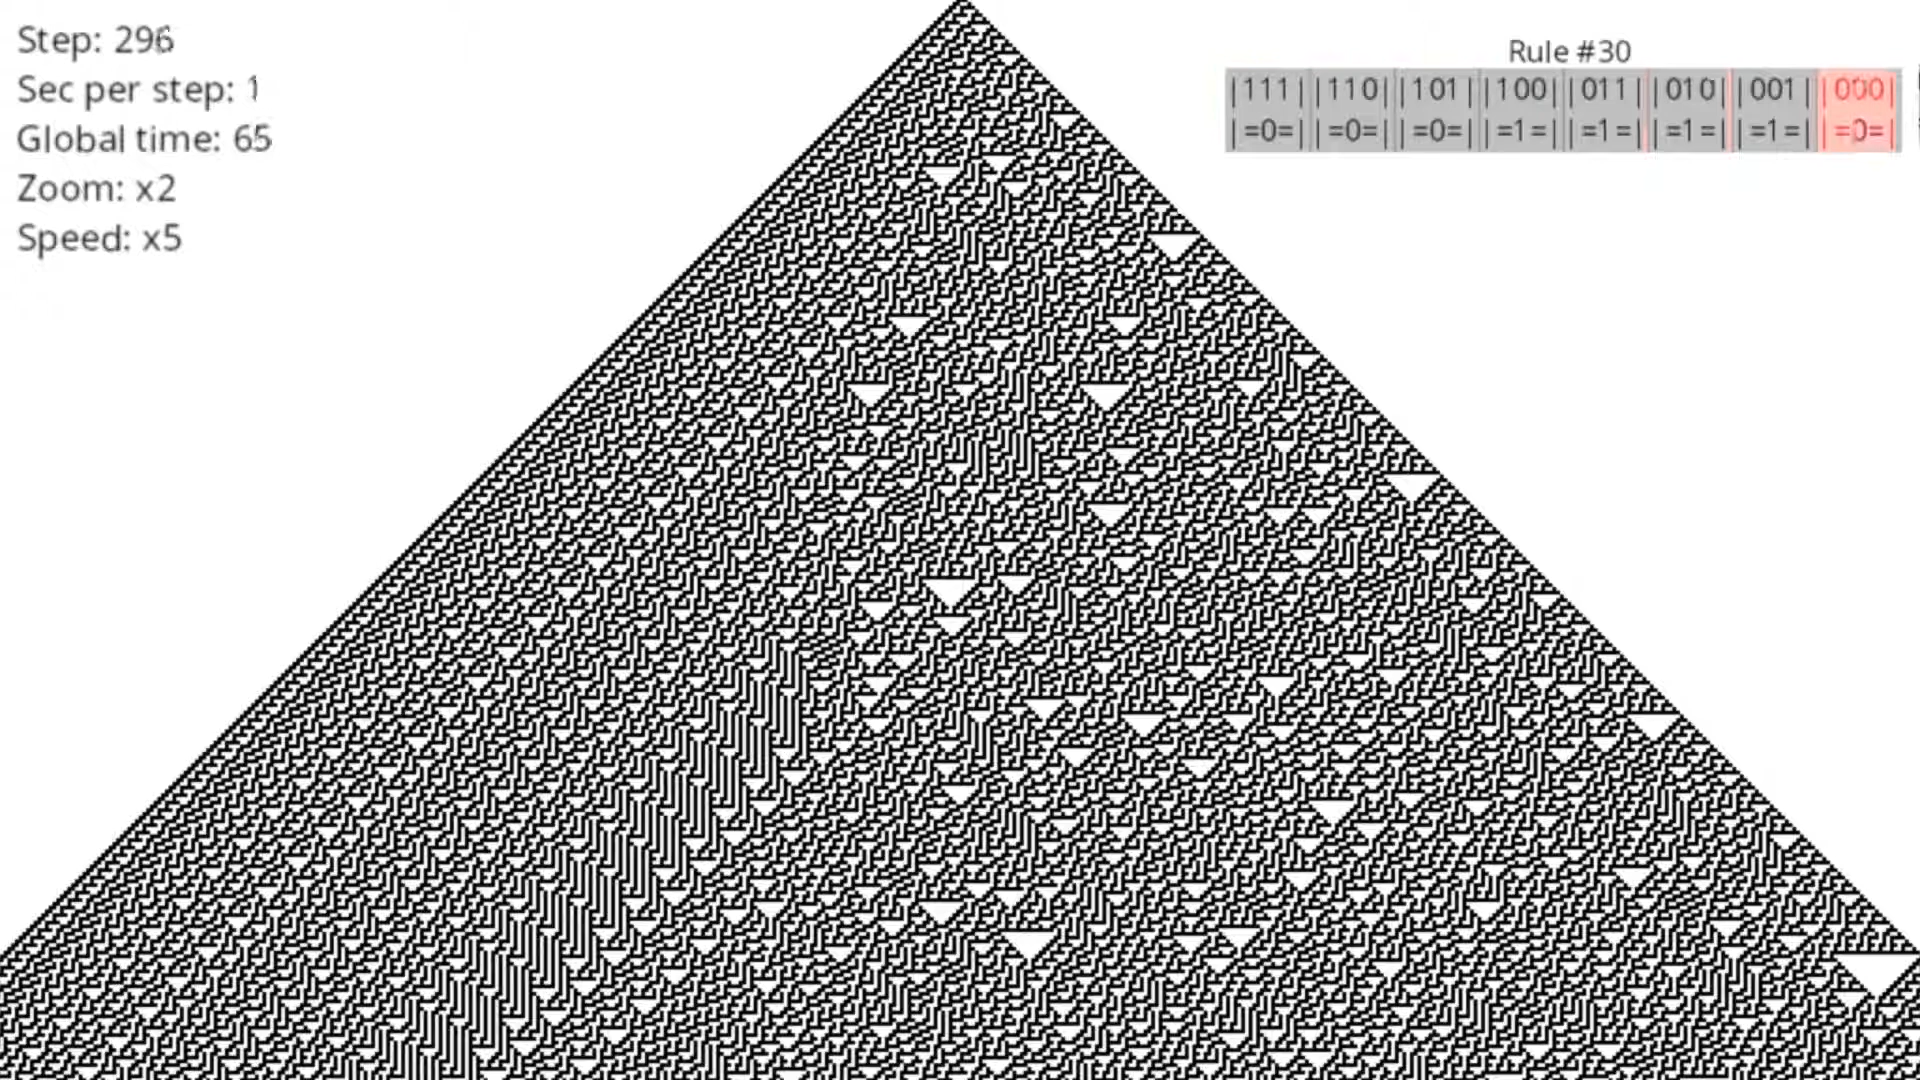 Step: 296
Sec per step: 1
Global time: 65
Zoom: x2
Speed: x5
Rule #30
|111| |110| |101| |100| |011| |010| |001| |000|
|=0=| |=0=| |=0=| |=1=| |=1=| |=1=| |=1=| |=0=|